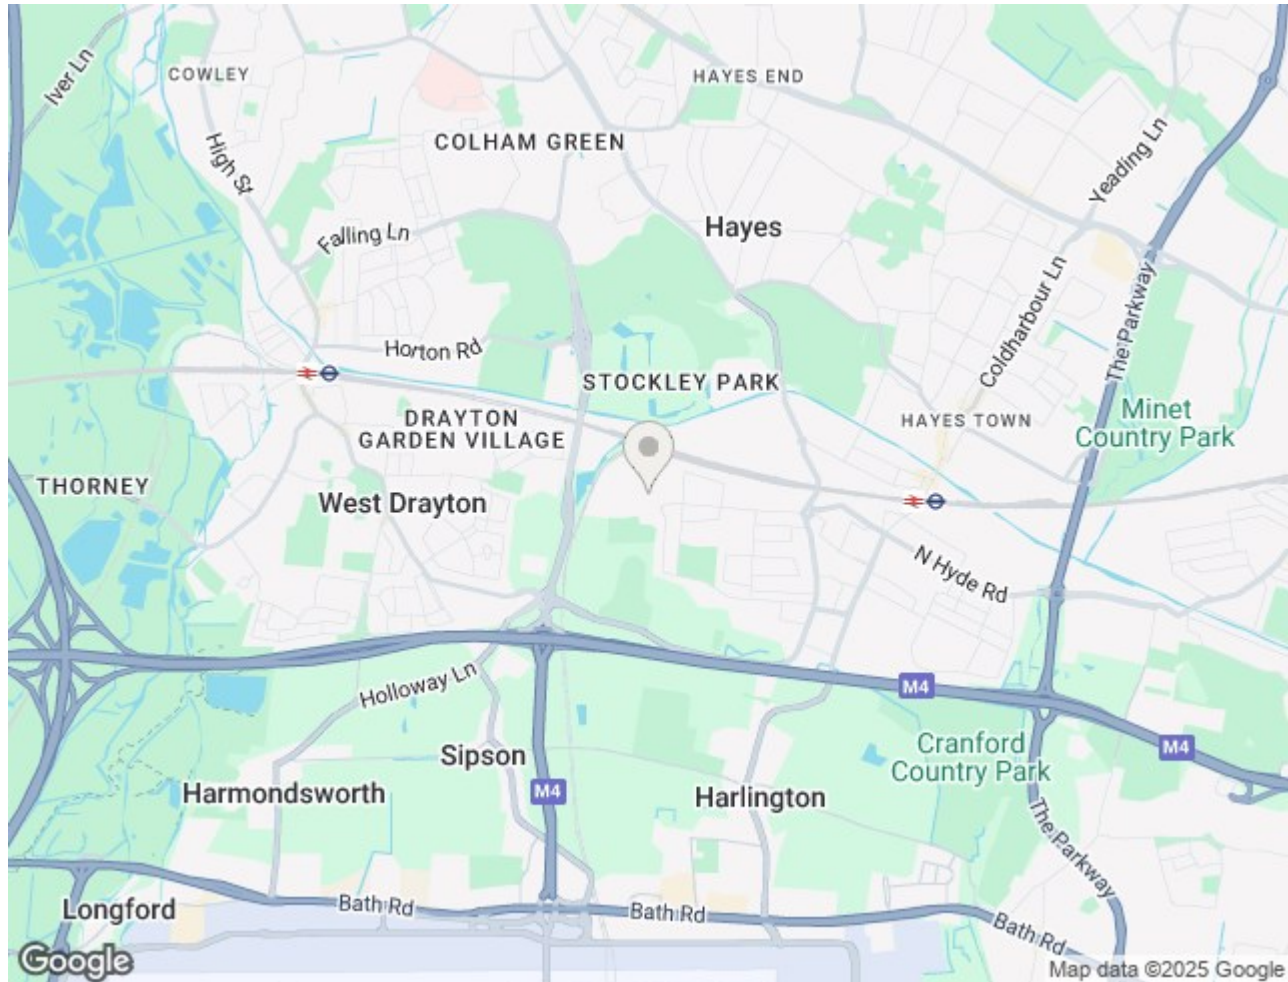 Iver Ln
COWLEY
HAYES END
COLHAM GREEN
High St
Yeading Ln
Falling Ln
Hayes
Coldharbour Ln
The Parkway
Horton Rd
STOCKLEY PARK
DRAYTON
GARDEN VILLAGE
HAYES TOWN
Minet
Country Park
THORNEY
West Drayton
N Hyde Rd
Holloway Ln
M4
Sipson
Cranford
Country Park
M4
Harmondsworth
M4
Harlington
The Parkway
Longford
Bath Rd
Bath Rd
Bath Rd
Google
Map data ©2025 Google